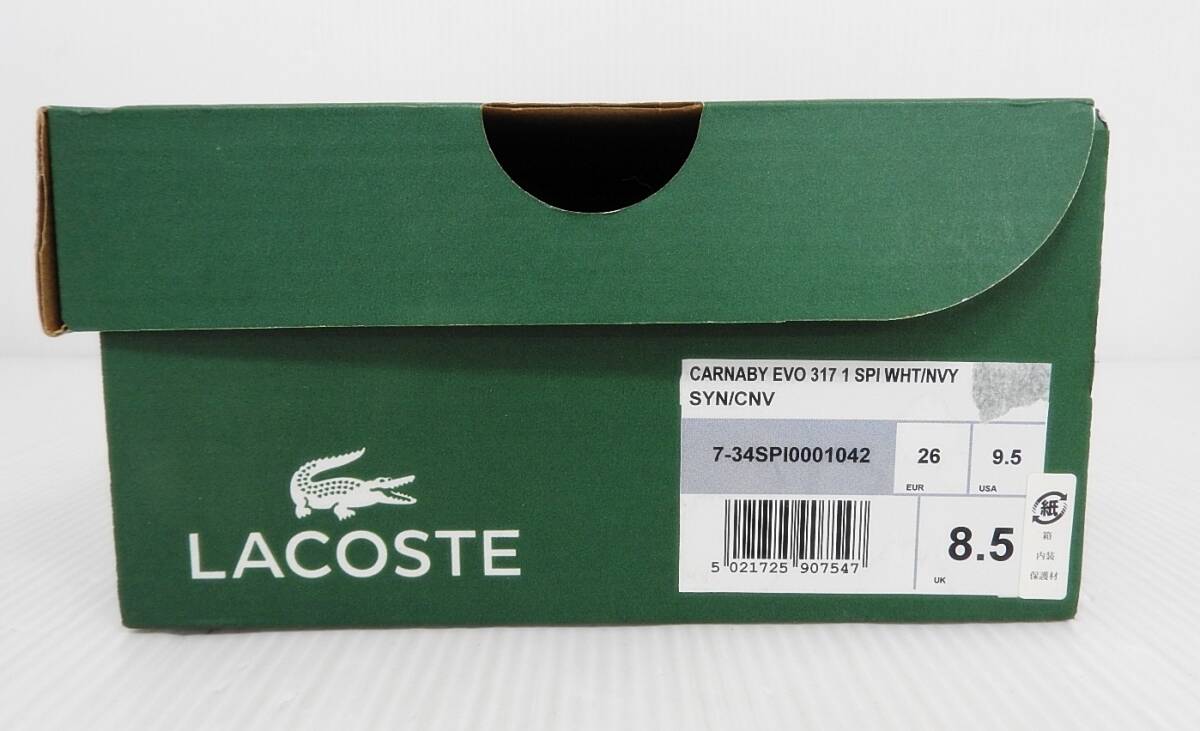 LACOSTE
CARNABY EVO 317 1 SPI WHT/NVY
SYN/CNV
7-34SPI0001042
26
EUR
9.5
USA
5 021725 907547
8.5
UK
紙
箱
内装
保護材